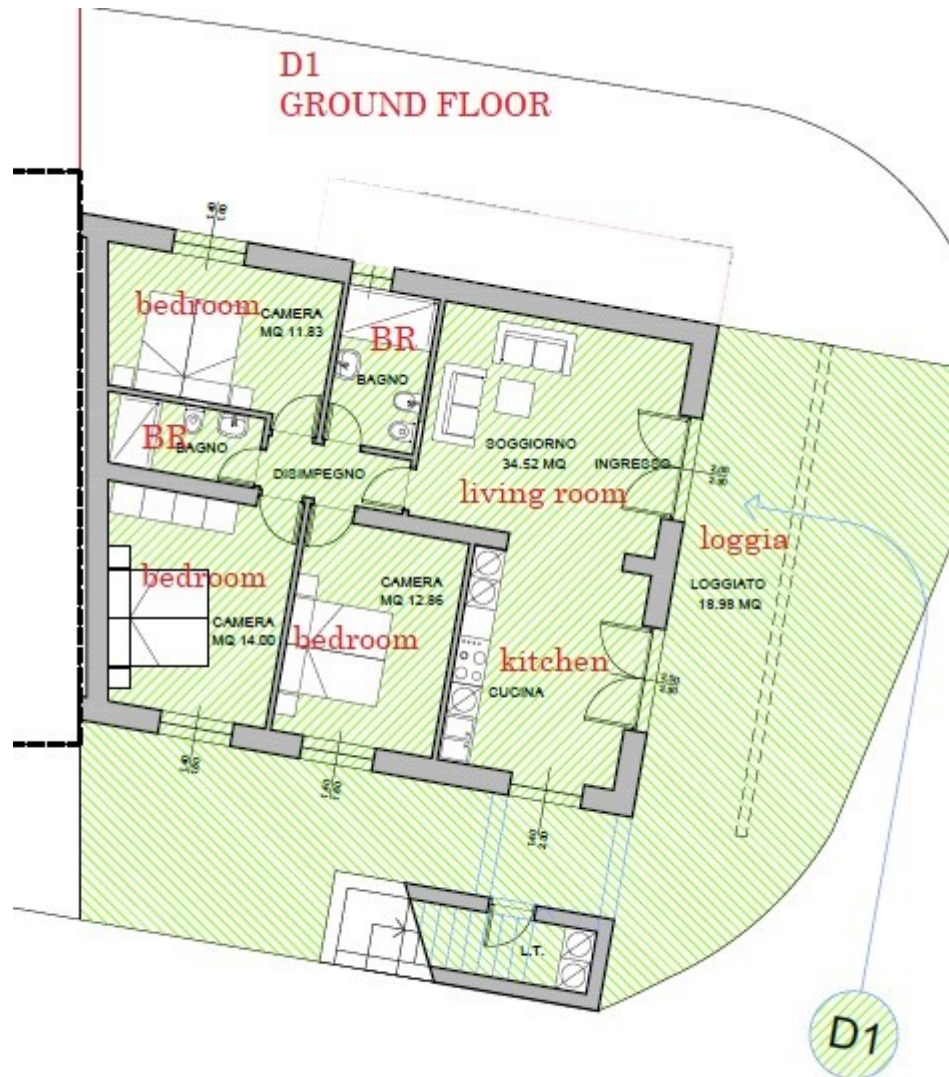 D1
GROUND FLOOR
bedroom
CAMERA
MQ 11.83
BR
BAGNO
BR
BAGNO
DISIMPEGNO
SOGGIORNO
34.52 MQ
INGRESSO
living room
loggia
LOGGIATO
18.98 MQ
bedroom
CAMERA
MQ 14.00
CAMERA
MQ 12.86
bedroom
kitchen
CUCINA
L.T.
D1